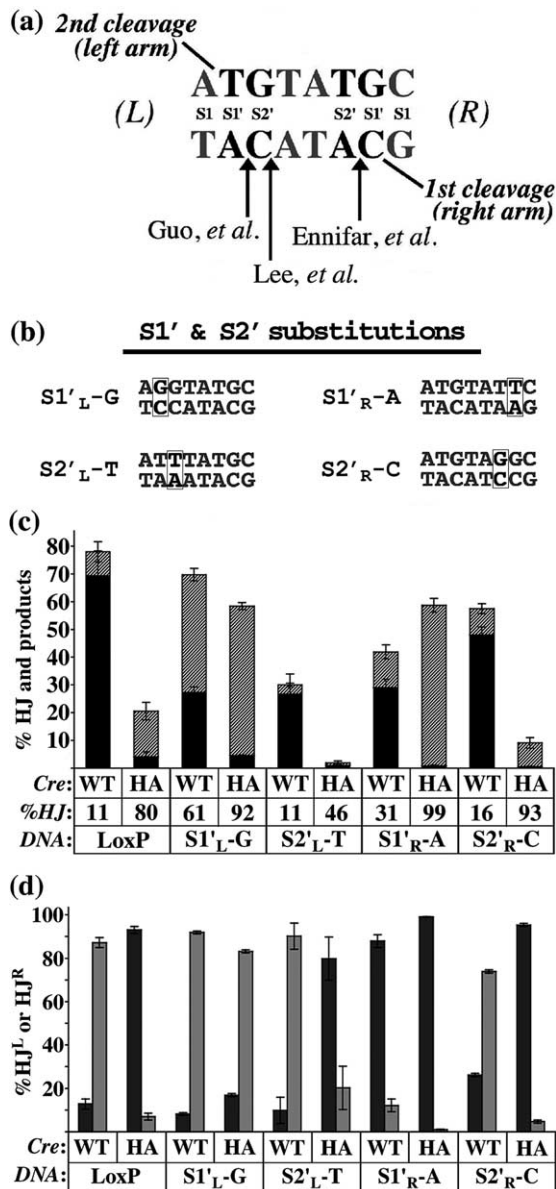 (a)
2nd cleavage
(left arm)
ATGTATGC
(L) S1 S1' S2' S2' S1' S1 (R)
TACATACG
1st cleavage
(right arm)
Guo, et al.
Ennifar, et al.
Lee, et al.
(b)
S1' & S2' substitutions
S1'L-G AGGTATGC S1'R-A ATGTATTC
TCCATACG TACATAAG
S2'L-T ATTTATGC S2'R-C ATGTAGGC
TAAATACG TACATCCG
(c)
% HJ and products
80
70
60
50
40
30
20
10
Cre: WT HA WT HA WT HA WT HA WT HA
%HJ: 11 80 61 92 11 46 31 99 16 93
DNA: LoxP S1'L-G S2'L-T S1'R-A S2'R-C
(d)
%HJL or HJR
100
80
60
40
20
Cre: WT HA WT HA WT HA WT HA WT HA
DNA: LoxP S1'L-G S2'L-T S1'R-A S2'R-C